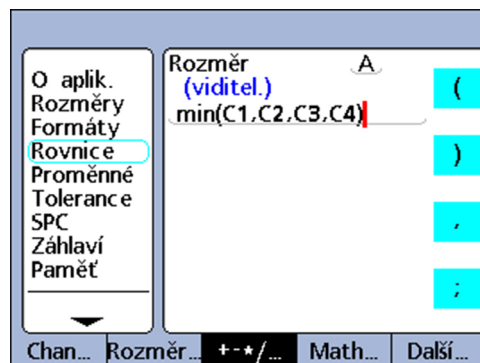 O aplik.
Rozměry
Formáty
Rovnice
Proměnné
Tolerance
SPC
Záhlaví
Paměť
Rozměr A
(viditel.)
min(C1,C2,C3,C4)
(
)
,
;
Chan... Rozměr... +-*/... Math... Další...